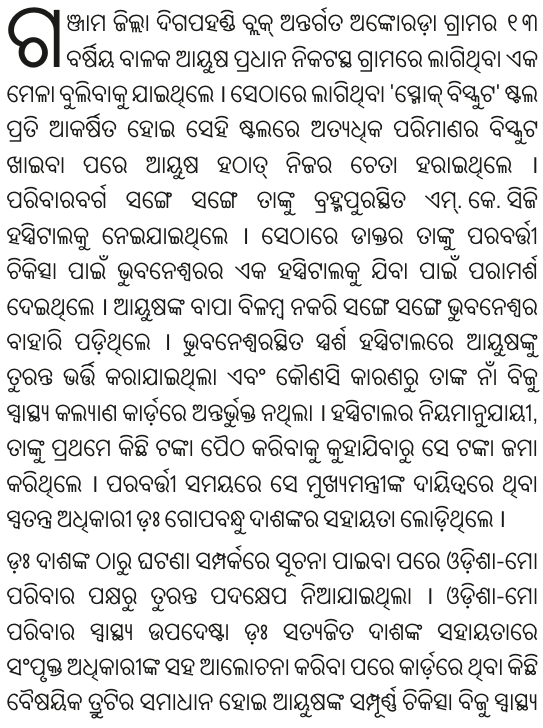 ଗଞ୍ଜାମ ଜିଲ୍ଲା ଦିଗପହଣ୍ଡି ବ୍ଲକ୍ ଅନ୍ତର୍ଗତ ଅଙ୍କୋରଡ଼ା ଗ୍ରାମର ୧୩
ବର୍ଷିୟ ବାଳକ ଆୟୁଷ ପ୍ରଧାନ ନିକଟସ୍ଥ ଗ୍ରାମରେ ଲାଗିଥିବା ଏକ
ମେଳା ବୁଲିବାକୁ ଯାଇଥିଲେ । ସେଠାରେ ଲାଗିଥିବା 'ସ୍ମୋକ୍ ବିସ୍କୁଟ' ଷ୍ଟଲ
ପ୍ରତି ଆକର୍ଷିତ ହୋଇ ସେହି ଷ୍ଟଲରେ ଅତ୍ୟଧିକ ପରିମାଣର ବିସ୍କୁଟ
ଖାଇବା ପରେ ଆୟୁଷ ହଠାତ୍ ନିଜର ଚେତା ହରାଇଥିଲେ ।
ପରିବାରବର୍ଗ ସଙ୍ଗେ ସଙ୍ଗେ ତାଙ୍କୁ ବ୍ରହ୍ମପୁରସ୍ଥିତ ଏମ୍. କେ. ସିଜି
ହସ୍ପିଟାଲକୁ ନେଇଯାଇଥିଲେ । ସେଠାରେ ଡାକ୍ତର ତାଙ୍କୁ ପରବର୍ତ୍ତୀ
ଚିକିତ୍ସା ପାଇଁ ଭୁବନେଶ୍ୱରର ଏକ ହସ୍ପିଟାଲକୁ ଯିବା ପାଇଁ ପରାମର୍ଶ
ଦେଇଥିଲେ । ଆୟୁଷଙ୍କ ବାପା ବିଳମ୍ବ ନକରି ସଙ୍ଗେ ସଙ୍ଗେ ଭୁବନେଶ୍ୱର
ବାହାରି ପଡ଼ିଥିଲେ । ଭୁବନେଶ୍ୱରସ୍ଥିତ ସ୍ପର୍ଶ ହସ୍ପିଟାଲରେ ଆୟୁଷଙ୍କୁ
ତୁରନ୍ତ ଭର୍ତ୍ତି କରାଯାଇଥିଲା ଏବଂ କୌଣସି କାରଣରୁ ତାଙ୍କ ନାଁ ବିଜୁ
ସ୍ୱାସ୍ଥ୍ୟ କଲ୍ୟାଣ କାର୍ଡ଼ରେ ଅନ୍ତର୍ଭୁକ୍ତ ନଥିଲା । ହସ୍ପିଟାଲର ନିୟମାନୁଯାୟୀ,
ତାଙ୍କୁ ପ୍ରଥମେ କିଛି ଟଙ୍କା ପୈଠ କରିବାକୁ କୁହାଯିବାରୁ ସେ ଟଙ୍କା ଜମା
କରିଥିଲେ । ପରବର୍ତ୍ତୀ ସମୟରେ ସେ ମୁଖ୍ୟମନ୍ତ୍ରୀଙ୍କ ଦାୟିତ୍ୱରେ ଥିବା
ସ୍ୱତନ୍ତ୍ର ଅଧିକାରୀ ଡ଼ଃ ଗୋପବନ୍ଧୁ ଦାଶଙ୍କର ସହାୟତା ଲୋଡ଼ିଥିଲେ ।
ଡ଼ଃ ଦାଶଙ୍କ ଠାରୁ ଘଟଣା ସମ୍ପର୍କରେ ସୂଚନା ପାଇବା ପରେ ଓଡ଼ିଶା-ମୋ
ପରିବାର ପକ୍ଷରୁ ତୁରନ୍ତ ପଦକ୍ଷେପ ନିଆଯାଇଥିଲା । ଓଡ଼ିଶା-ମୋ
ପରିବାର ସ୍ୱାସ୍ଥ୍ୟ ଉପଦେଷ୍ଟା ଡ଼ଃ ସତ୍ୟଜିତ ଦାଶଙ୍କ ସହାୟତାରେ
ସଂପୃକ୍ତ ଅଧିକାରୀଙ୍କ ସହ ଆଲୋଚନା କରିବା ପରେ କାର୍ଡ଼ରେ ଥିବା କିଛି
ବୈଷୟିକ ତ୍ରୁଟିର ସମାଧାନ ହୋଇ ଆୟୁଷଙ୍କ ସମ୍ପୂର୍ଣ୍ଣ ଚିକିତ୍ସା ବିଜୁ ସ୍ୱାସ୍ଥ୍ୟ